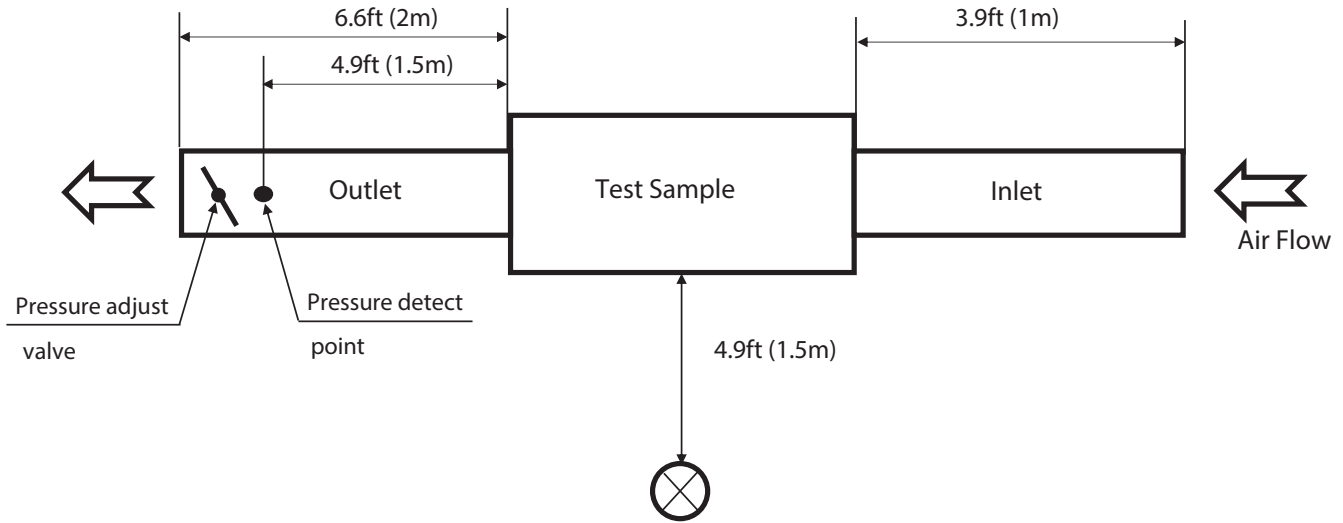 6.6ft (2m)
3.9ft (1m)
4.9ft (1.5m)
Outlet
Test Sample
Inlet
Air Flow
Pressure adjust
valve
Pressure detect
point
4.9ft (1.5m)